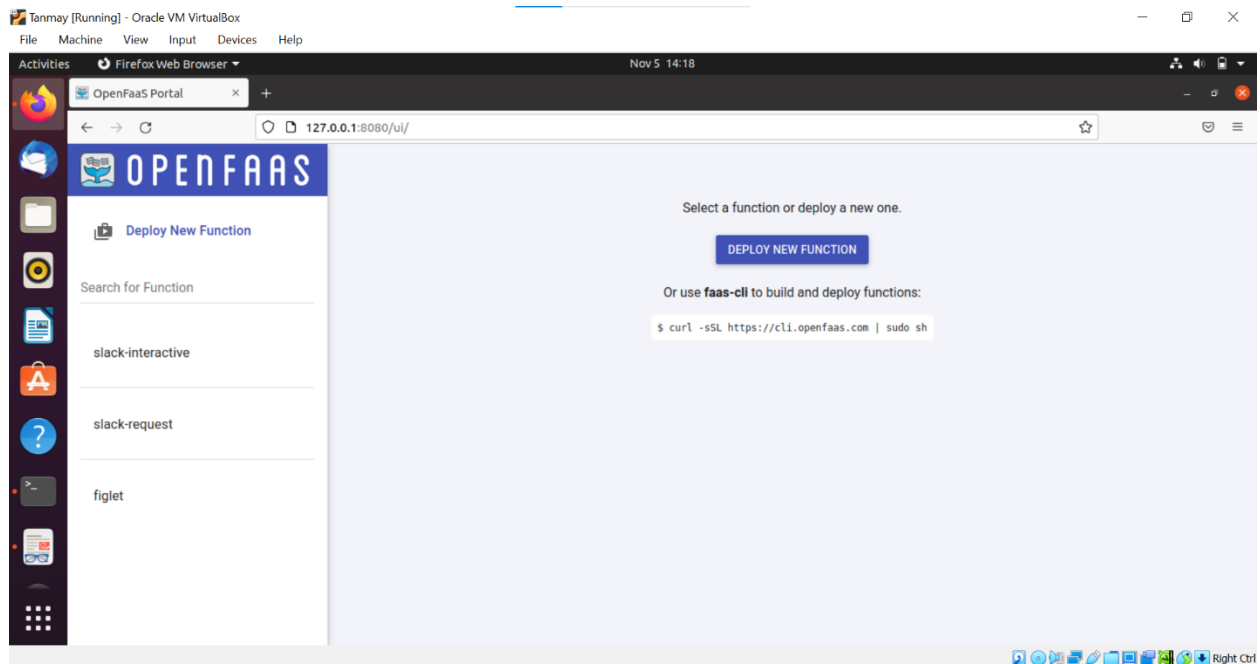 Tanmay [Running] - Oracle VM VirtualBox
File Machine View Input Devices Help
Activities Firefox Web Browser Nov 5 14:18
OpenFaaS Portal
127.0.0.1:8080/ui/
OPENFAAS
Deploy New Function
Search for Function
slack-interactive
slack-request
figlet
Select a function or deploy a new one.
DEPLOY NEW FUNCTION
Or use faas-cli to build and deploy functions:
$ curl -sSL https://cli.openfaas.com | sudo sh
Right Ctrl